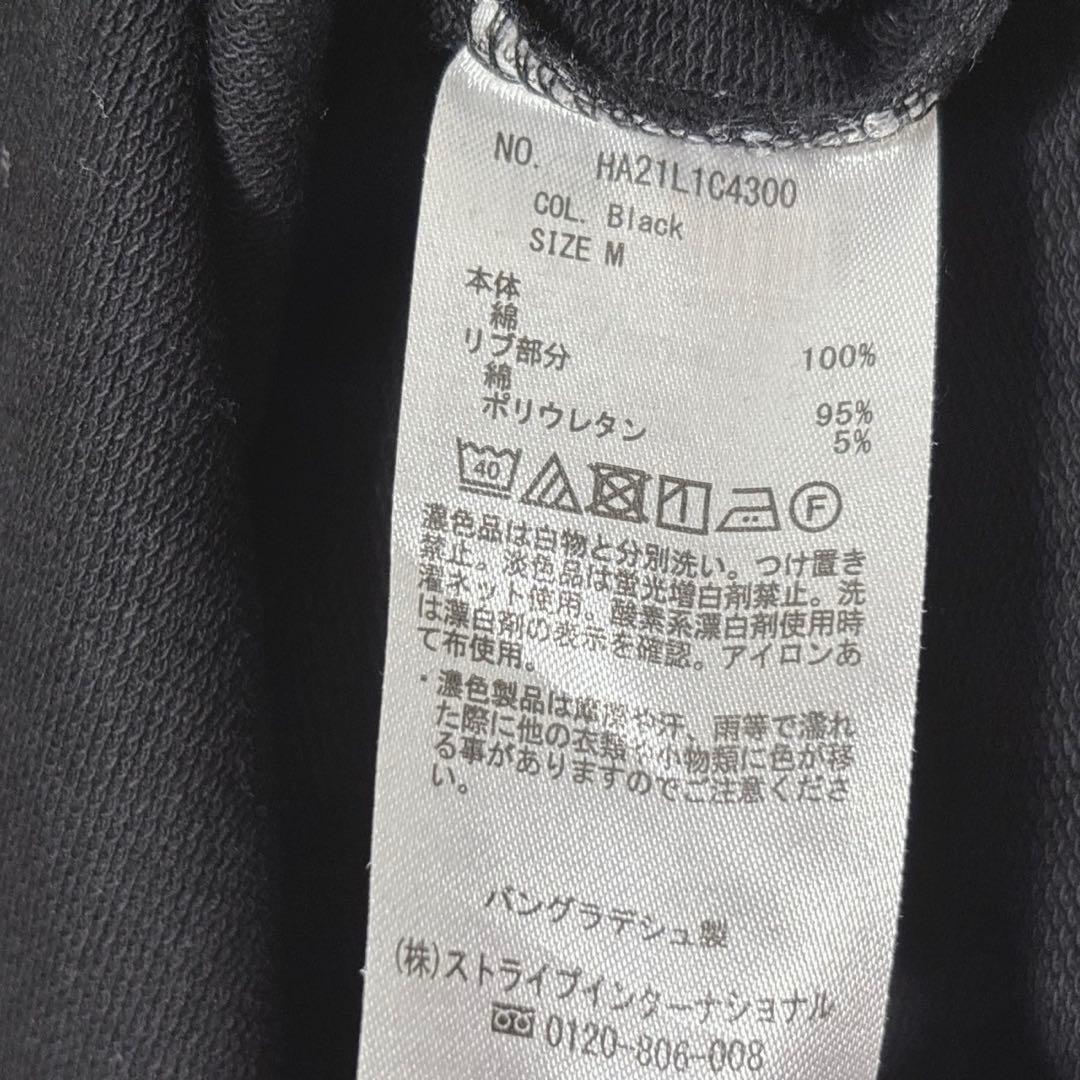 NO. HA21L1C4300
COL. Black
SIZE M
本体
綿 100%
リブ部分
綿 95%
ポリウレタン 5%
40
F
濃色品は白物と分別洗い。つけ置き
禁止。淡色品は蛍光増白剤禁止。洗
濯ネット使用。酸素系漂白剤使用時
は漂白剤の表示を確認。アイロンあ
て布使用。
・濃色製品は摩擦や汗、雨等で濡れ
た際に他の衣類・小物類に色が移
る事がありますのでご注意くださ
い。
バングラデシュ製
(株)ストライプインターナショナル
0120-806-008